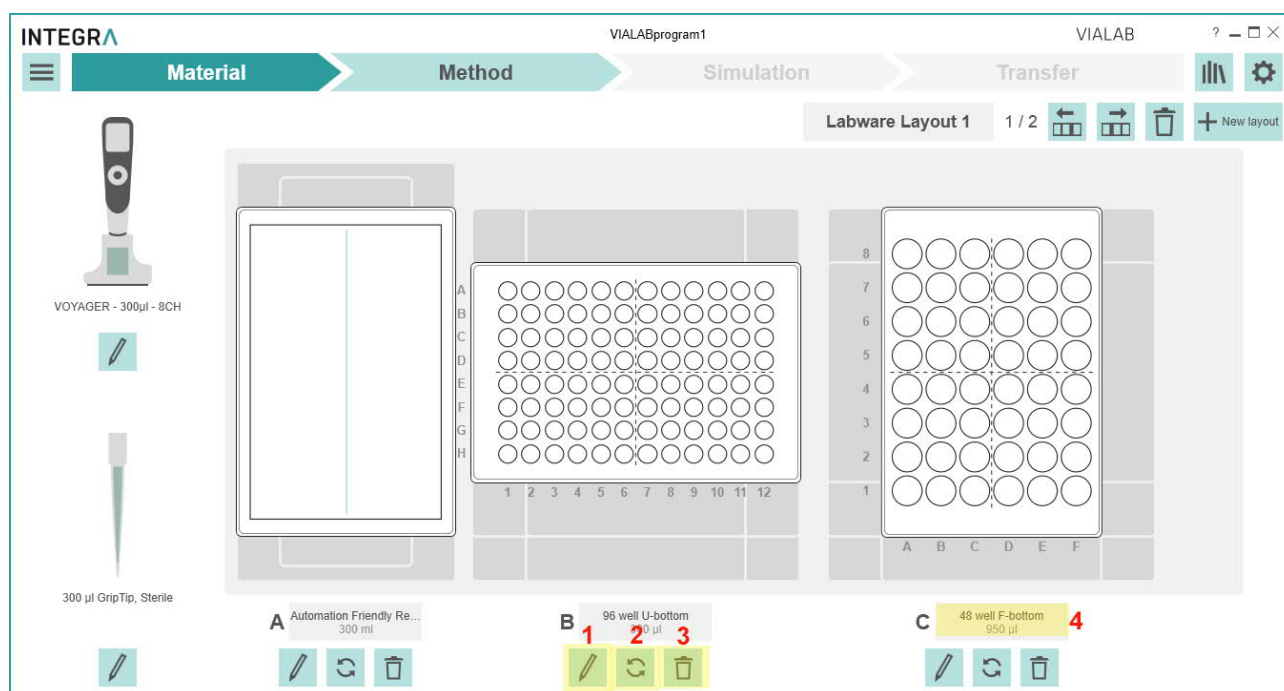 INTEGRA
VIALABprogram1
VIALAB
?
Material
Method
Simulation
Transfer
Labware Layout 1
1 / 2
New layout
VOYAGER - 300µl - 8CH
300 µl GripTip, Sterile
A
B
C
D
E
F
G
H
1 2 3 4 5 6 7 8 9 10 11 12
8
7
6
5
4
3
2
1
A B C D E F
A
Automation Friendly Re...
300 ml
B
96 well U-bottom
µl
1 2 3
C
48 well F-bottom
950 µl
4